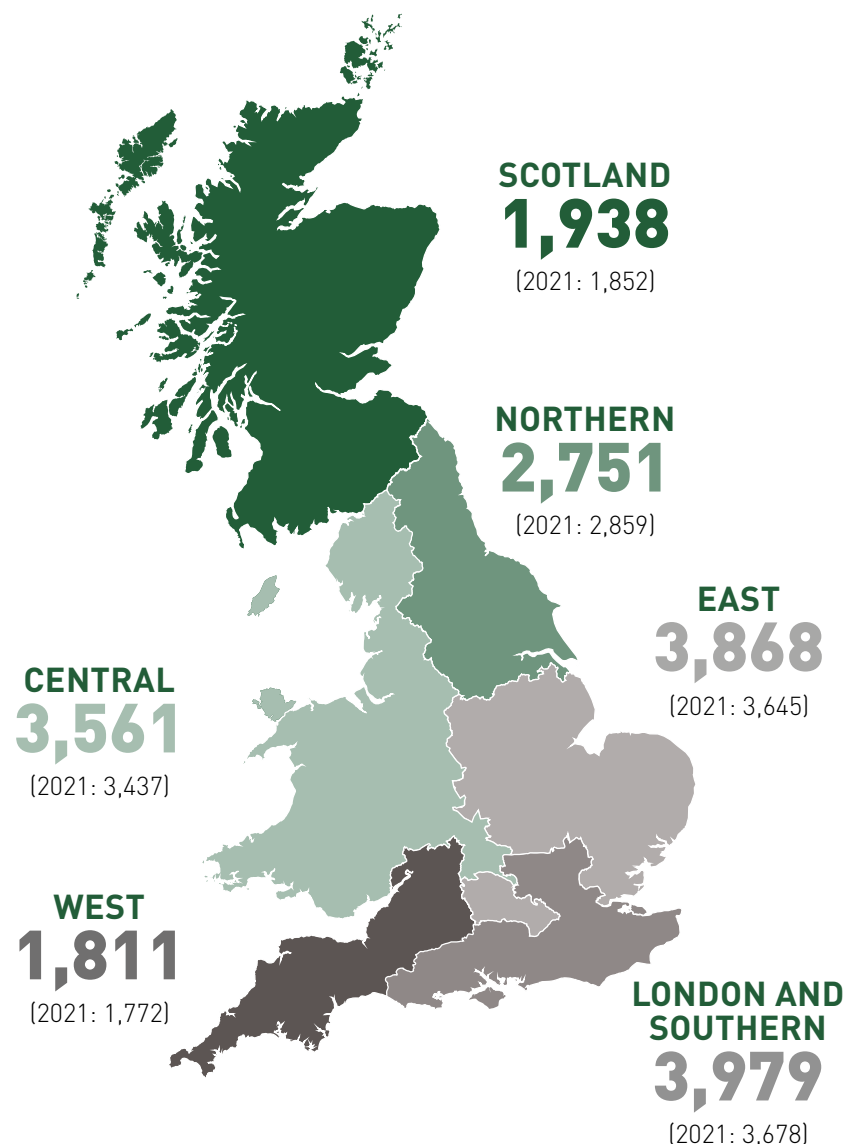 SCOTLAND
1,938
(2021: 1,852)
NORTHERN
2,751
(2021: 2,859)
EAST
3,868
(2021: 3,645)
CENTRAL
3,561
(2021: 3,437)
WEST
1,811
(2021: 1,772)
LONDON AND
SOUTHERN
3,979
(2021: 3,678)